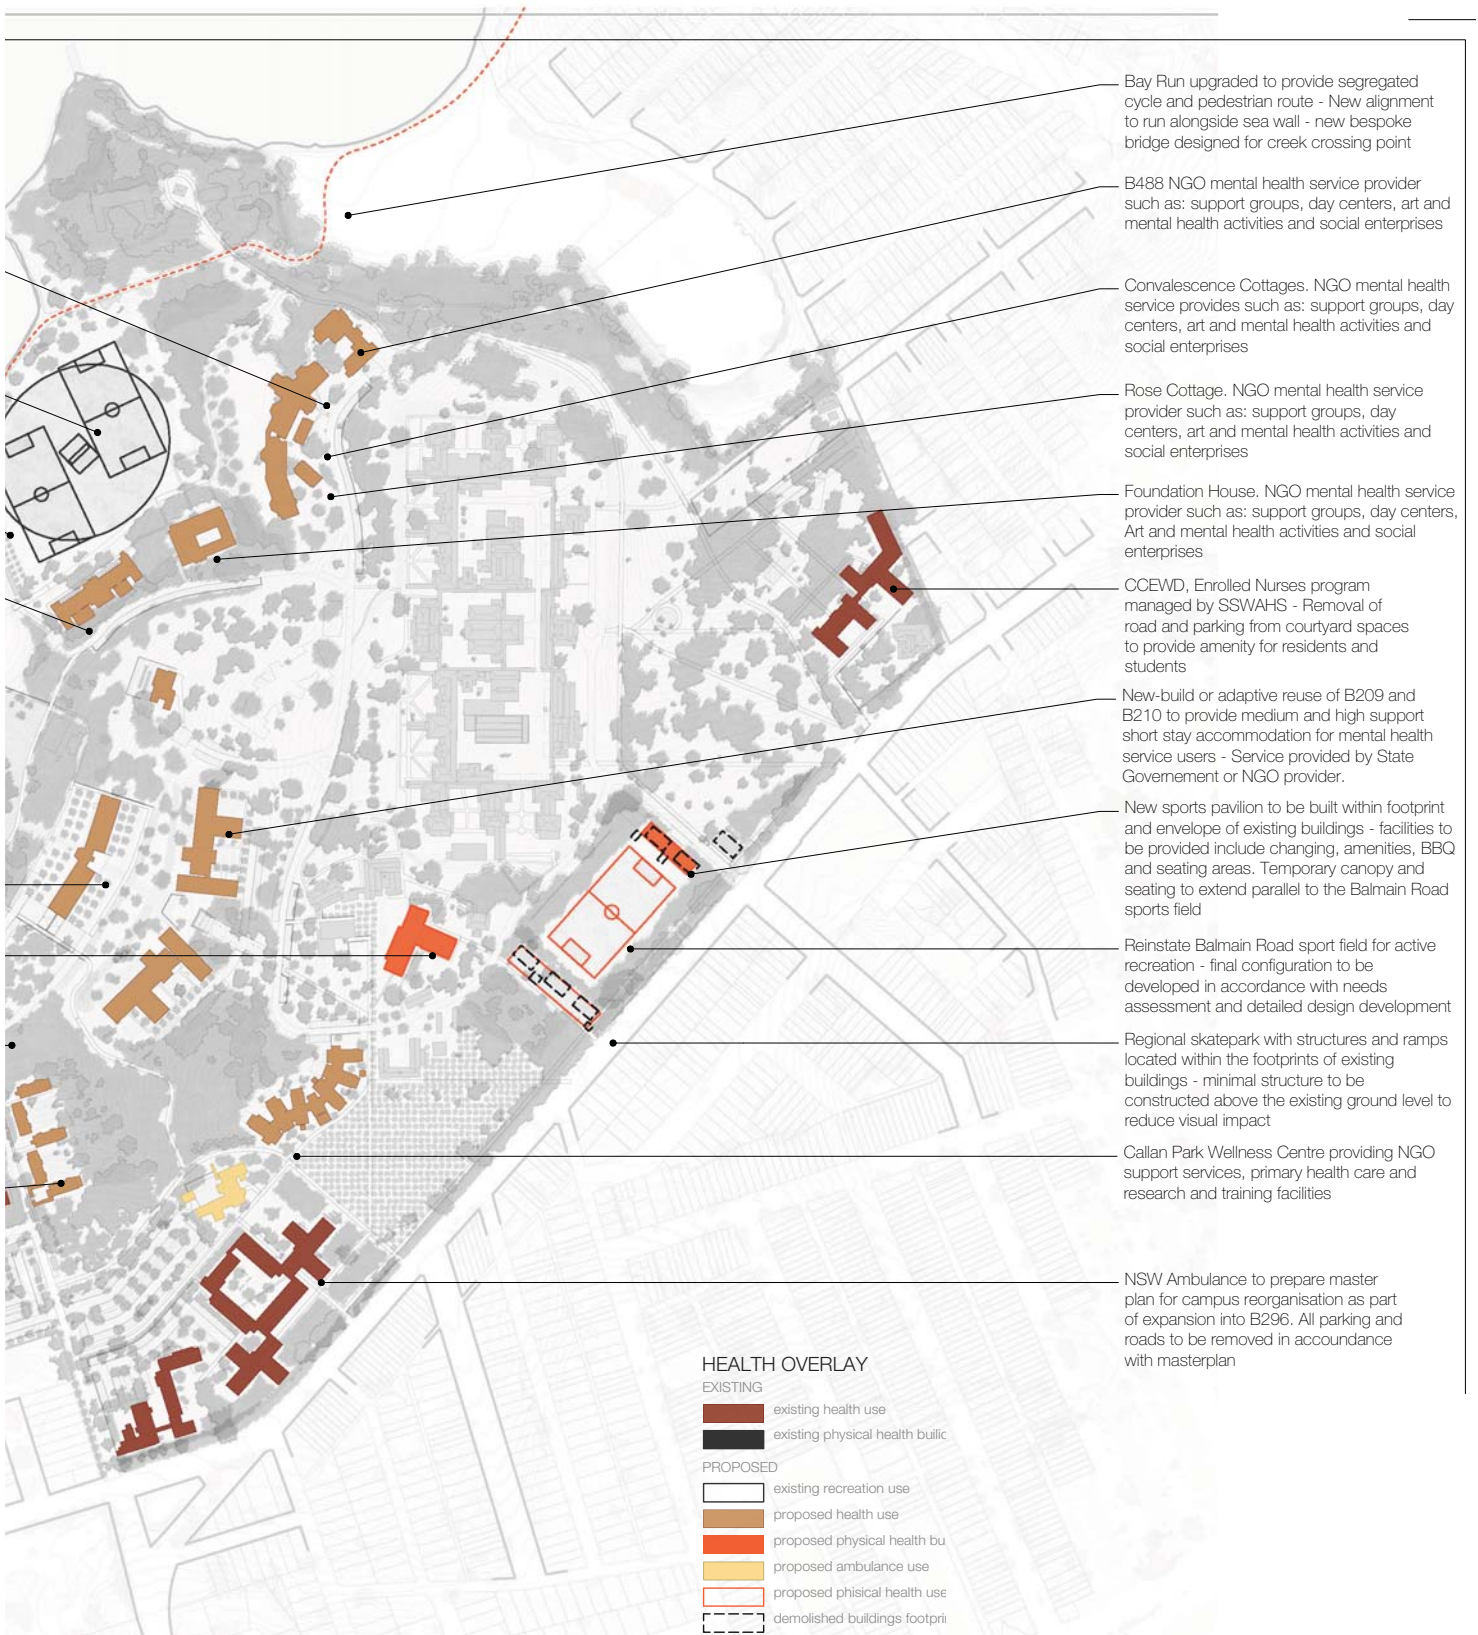 Bay Run upgraded to provide segregated
cycle and pedestrian route - New alignment
to run alongside sea wall - new bespoke
bridge designed for creek crossing point
B488 NGO mental health service provider
such as: support groups, day centers, art and
mental health activities and social enterprises
Convalescence Cottages. NGO mental health
service provides such as: support groups, day
centers, art and mental health activities and
social enterprises
Rose Cottage. NGO mental health service
provider such as: support groups, day
centers, art and mental health activities and
social enterprises
Foundation House. NGO mental health service
provider such as: support groups, day centers,
Art and mental health activities and social
enterprises
CCEWD, Enrolled Nurses program
managed by SSWAHS - Removal of
road and parking from courtyard spaces
to provide amenity for residents and
students
New-build or adaptive reuse of B209 and
B210 to provide medium and high support
short stay accommodation for mental health
service users - Service provided by State
Governement or NGO provider.
New sports pavilion to be built within footprint
and envelope of existing buildings - facilities to
be provided include changing, amenities, BBQ
and seating areas. Temporary canopy and
seating to extend parallel to the Balmain Road
sports field
Reinstate Balmain Road sport field for active
recreation - final configuration to be
developed in accordance with needs
assessment and detailed design development
Regional skatepark with structures and ramps
located within the footprints of existing
buildings - minimal structure to be
constructed above the existing ground level to
reduce visual impact
Callan Park Wellness Centre providing NGO
support services, primary health care and
research and training facilities
NSW Ambulance to prepare master
plan for campus reorganisation as part
of expansion into B296. All parking and
roads to be removed in accoundance
with masterplan
HEALTH OVERLAY
EXISTING
existing health use
existing physical health
PROPOSED
existing recreation use
proposed health use
proposed physical health bu
proposed ambulance use
proposed phisical health use
demolished buildings footpri